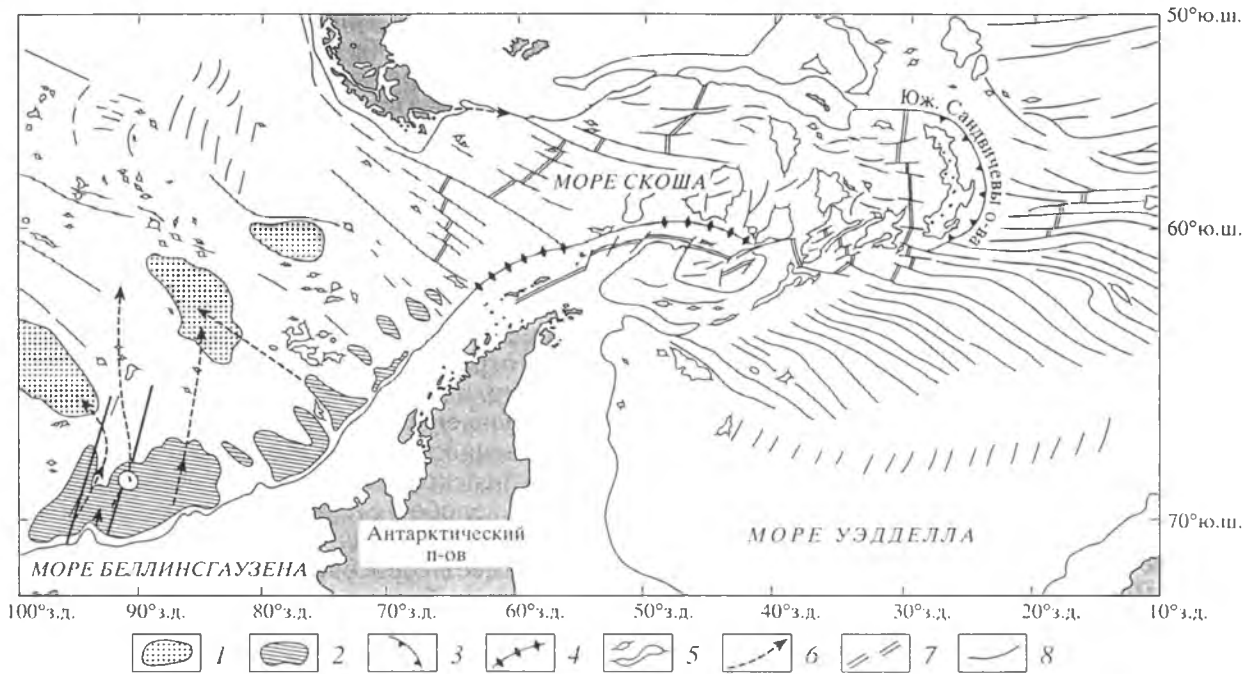 50°ю.ш.
Юж. Сандвичевы о-ва
МОРЕ СКОША
60°ю.ш.
Антарктический
п-ов
МОРЕ УЭДДЕЛЛА
70°ю.ш.
МОРЕ БЕЛЛИНСГАУЗЕНА
100°з.д. 90°з.д. 80°з.д. 70°з.д. 60°з.д. 50°з.д. 40°з.д. 30°з.д. 20°з.д. 10°з.д.
1 2 3 4 5 6 7 8